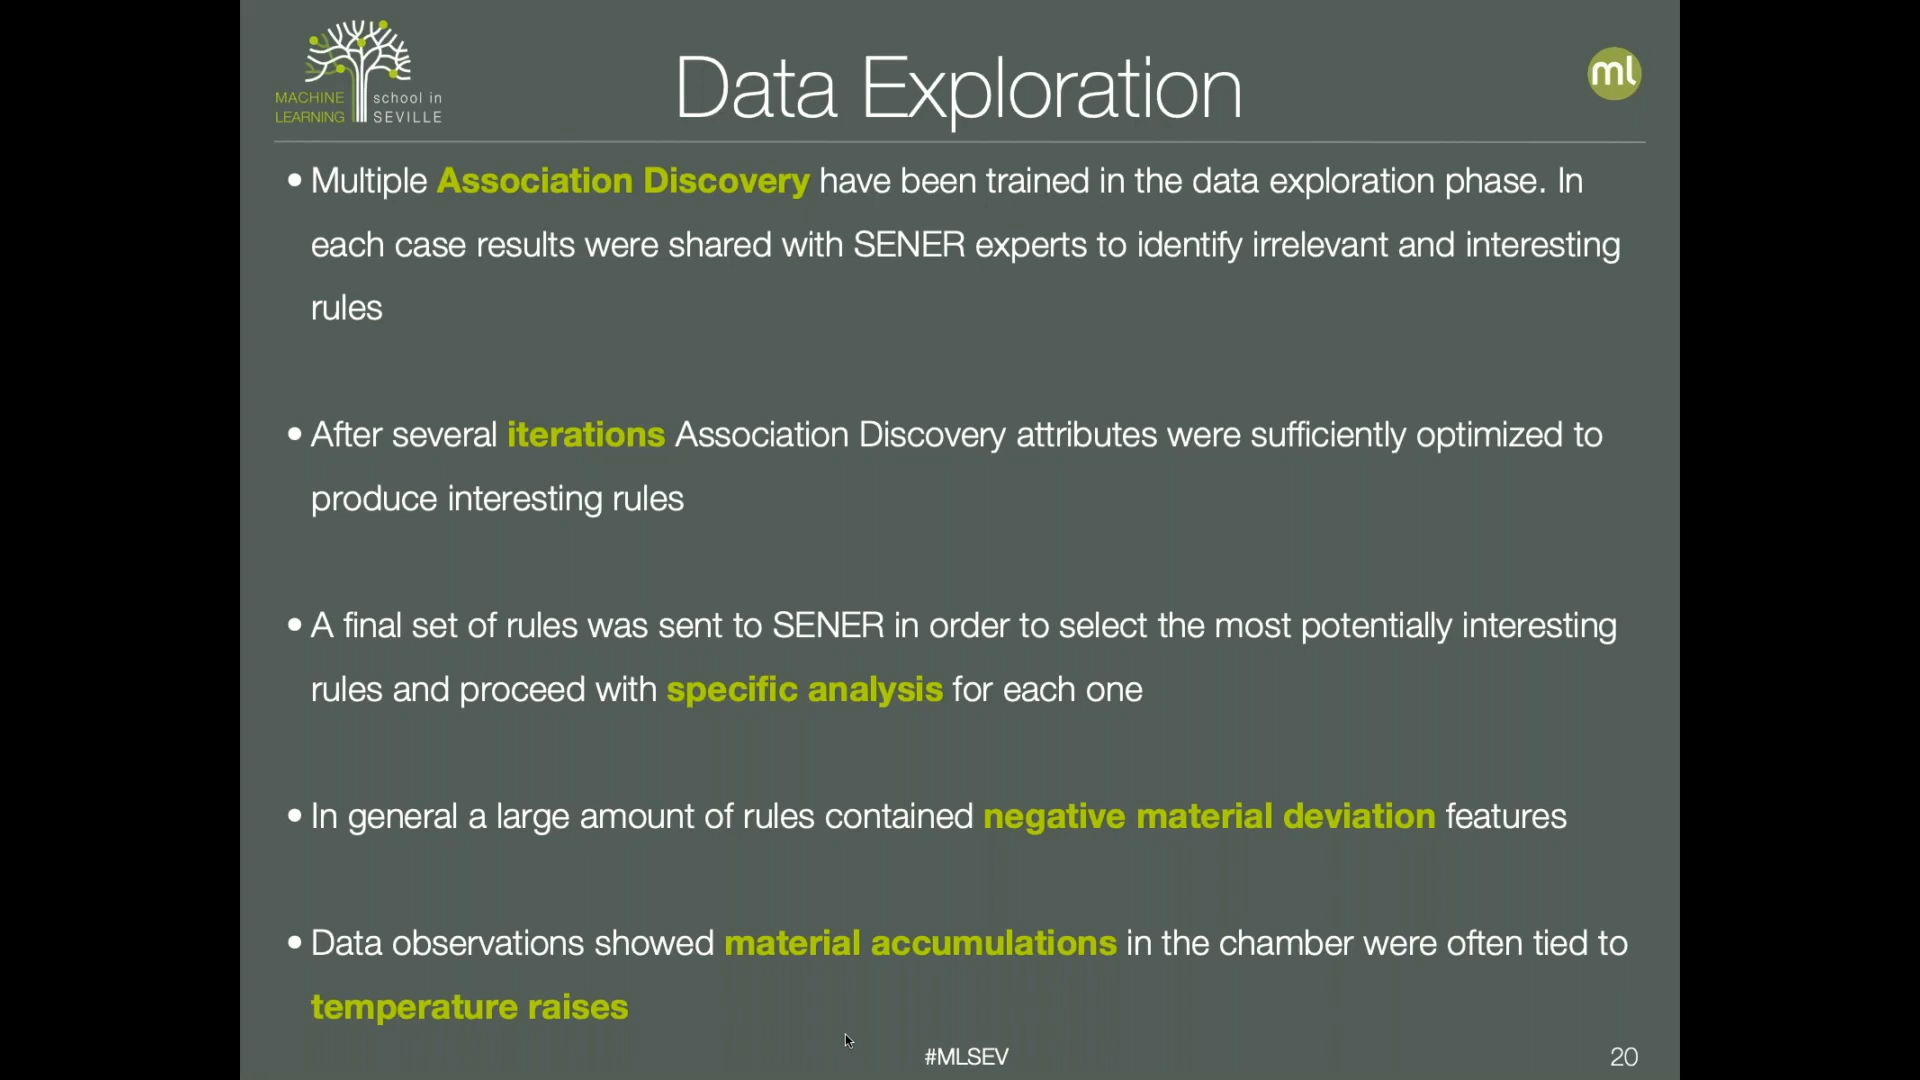 MACHINE
LEARNING
school in
SEVILLE
Data Exploration
ml
• Multiple Association Discovery have been trained in the data exploration phase. In
each case results were shared with SENER experts to identify irrelevant and interesting
rules
• After several iterations Association Discovery attributes were sufficiently optimized to
produce interesting rules
• A final set of rules was sent to SENER in order to select the most potentially interesting
rules and proceed with specific analysis for each one
• In general a large amount of rules contained negative material deviation features
• Data observations showed material accumulations in the chamber were often tied to
temperature raises
#MLSEV
20